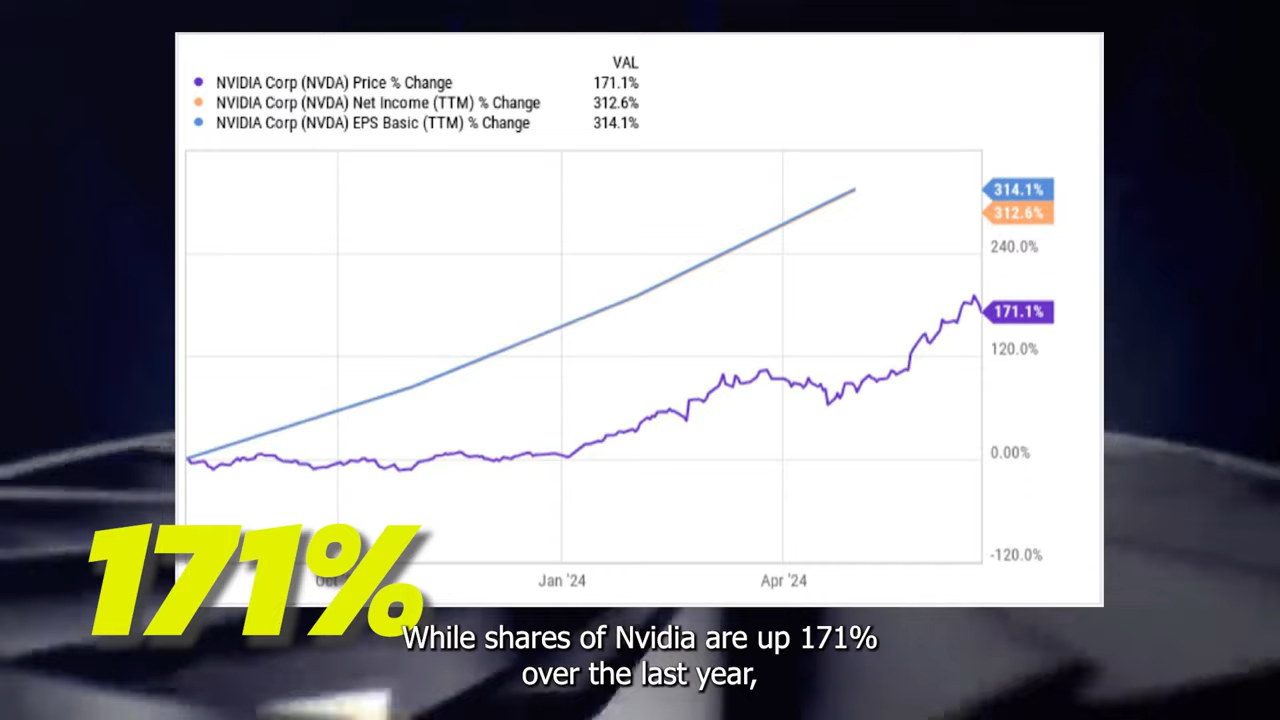 VAL
NVIDIA Corp (NVDA) Price % Change 171.1%
NVIDIA Corp (NVDA) Net Income (TTM) % Change 312.6%
NVIDIA Corp (NVDA) EPS Basic (TTM) % Change 314.1%
314.1%
312.6%
240.0%
171.1%
120.0%
0.00%
-120.0%
Oct
Jan '24
Apr '24
171%
While shares of Nvidia are up 171%
over the last year,